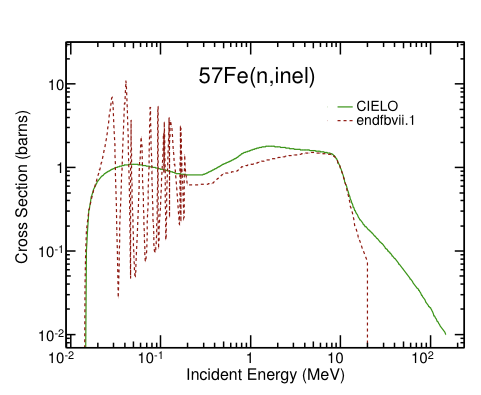 57Fe(n,inel)
CIELO
endfbvii.1
Cross Section (barns)
10
1
10-1
10-2
10-2 10-1 1 10 102
Incident Energy (MeV)